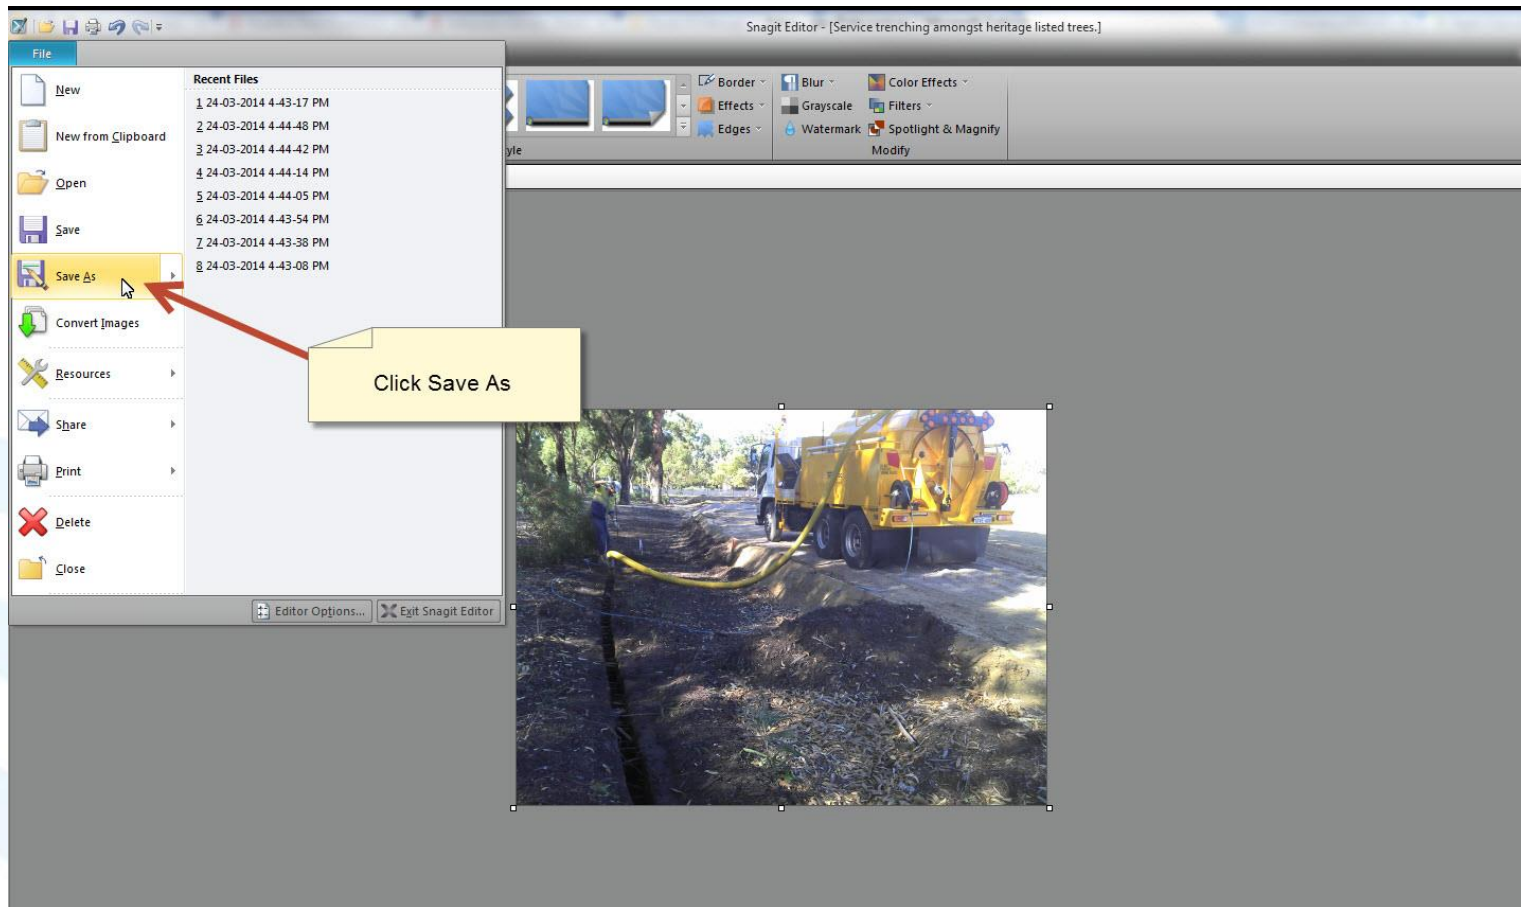 Snagit Editor - [Service trenching amongst heritage listed trees.]
File
New
New from Clipboard
Open
Save
Save As
Convert Images
Resources
Share
Print
Delete
Close
Recent Files
1 24-03-2014 4-43-17 PM
2 24-03-2014 4-44-48 PM
3 24-03-2014 4-44-42 PM
4 24-03-2014 4-44-14 PM
5 24-03-2014 4-44-05 PM
6 24-03-2014 4-43-54 PM
7 24-03-2014 4-43-38 PM
8 24-03-2014 4-43-08 PM
Editor Options... Exit Snagit Editor
Border Blur Color Effects
Effects Grayscale Filters
Edges Watermark Spotlight & Magnify
yle Modify
Click Save As